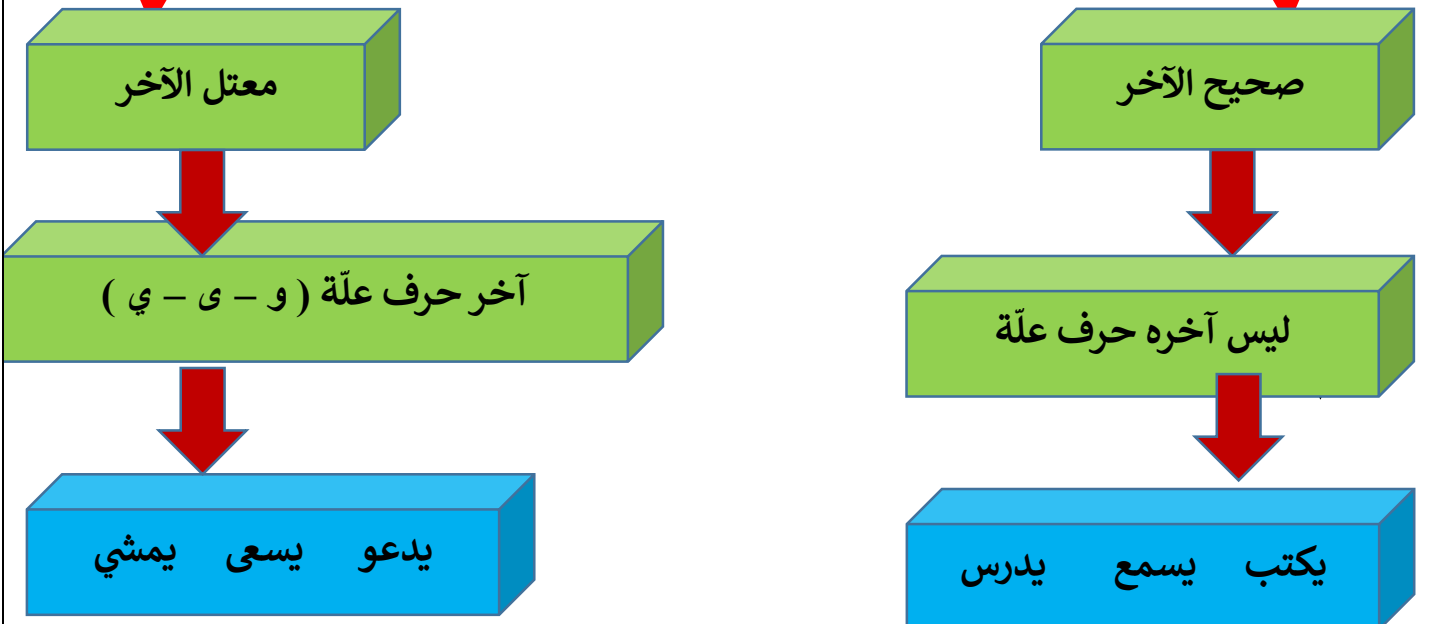 صحيح الآخر
معتل الآخر
ليس آخره حرف علّة
آخر حرف علّة ( و – ى – ي )
يكتب يسمع يدرس
يدعو يسعى يمشي